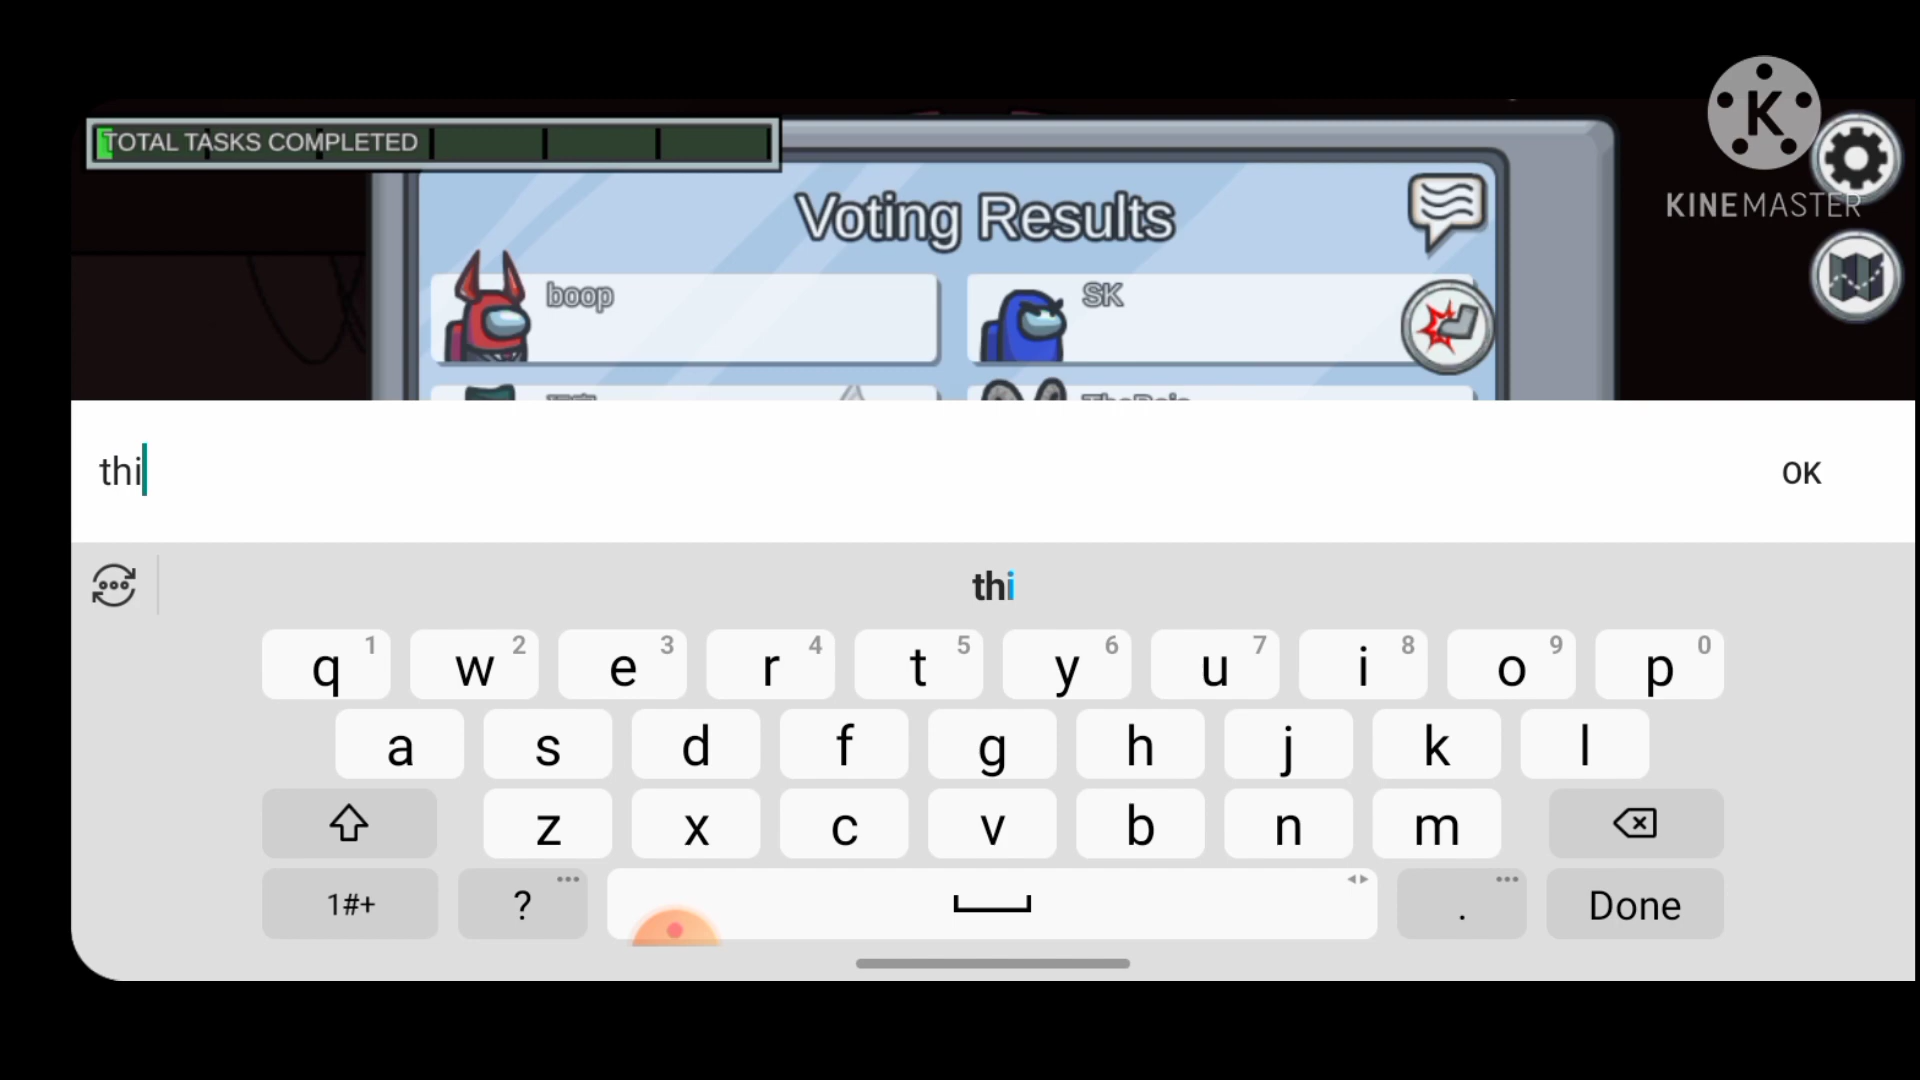 TOTAL TASKS COMPLETED
K
KINEMASTER
Voting Results
boop
SK
thi
OK
thi
q 1 w 2 e 3 r 4 t 5 y 6 u 7 i 8 o 9 p 0
a s d f g h j k l
z x c v b n m
1#+ ? . Done